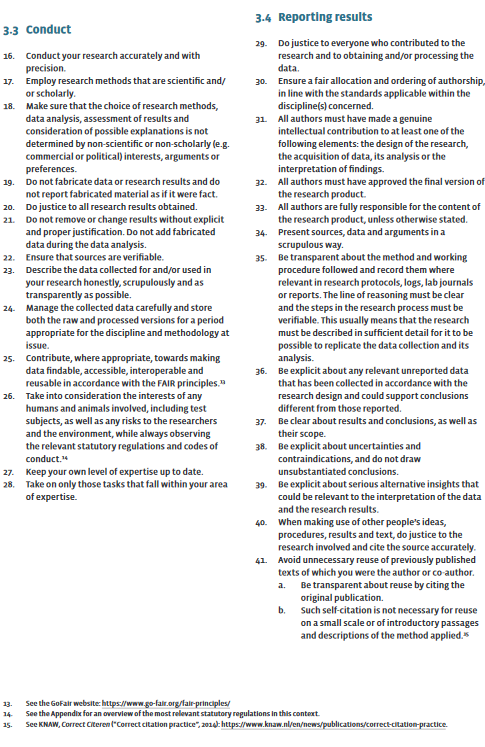 3.3 Conduct
16. Conduct your research accurately and with
precision.
17. Employ research methods that are scientific and/
or scholarly.
18. Make sure that the choice of research methods,
data analysis, assessment of results and
consideration of possible explanations is not
determined by non-scientific or non-scholarly (e.g.
commercial or political) interests, arguments or
preferences.
19. Do not fabricate data or research results and do
not report fabricated material as if it were fact.
20. Do justice to all research results obtained.
21. Do not remove or change results without explicit
and proper justification. Do not add fabricated
data during the data analysis.
22. Ensure that sources are verifiable.
23. Describe the data collected for and/or used in
your research honestly, scrupulously and as
transparently as possible.
24. Manage the collected data carefully and store
both the raw and processed versions for a period
appropriate for the discipline and methodology at
issue.
25. Contribute, where appropriate, towards making
data findable, accessible, interoperable and
reusable in accordance with the FAIR principles.¹³
26. Take into consideration the interests of any
humans and animals involved, including test
subjects, as well as any risks to the researchers
and the environment, while always observing
the relevant statutory regulations and codes of
conduct.¹⁴
27. Keep your own level of expertise up to date.
28. Take on only those tasks that fall within your area
of expertise.
3.4 Reporting results
29. Do justice to everyone who contributed to the
research and to obtaining and/or processing the
data.
30. Ensure a fair allocation and ordering of authorship,
in line with the standards applicable within the
discipline(s) concerned.
31. All authors must have made a genuine
intellectual contribution to at least one of the
following elements: the design of the research,
the acquisition of data, its analysis or the
interpretation of findings.
32. All authors must have approved the final version of
the research product.
33. All authors are fully responsible for the content of
the research product, unless otherwise stated.
34. Present sources, data and arguments in a
scrupulous way.
35. Be transparent about the method and working
procedure followed and record them where
relevant in research protocols, logs, lab journals
or reports. The line of reasoning must be clear
and the steps in the research process must be
verifiable. This usually means that the research
must be described in sufficient detail for it to be
possible to replicate the data collection and its
analysis.
36. Be explicit about any relevant unreported data
that has been collected in accordance with the
research design and could support conclusions
different from those reported.
37. Be clear about results and conclusions, as well as
their scope.
38. Be explicit about uncertainties and
contraindications, and do not draw
unsubstantiated conclusions.
39. Be explicit about serious alternative insights that
could be relevant to the interpretation of the data
and the research results.
40. When making use of other people's ideas,
procedures, results and text, do justice to the
research involved and cite the source accurately.
41. Avoid unnecessary reuse of previously published
texts of which you were the author or co-author.
a. Be transparent about reuse by citing the
original publication.
b. Such self-citation is not necessary for reuse
on a small scale or of introductory passages
and descriptions of the method applied.¹⁵
13. See the GoFair website: https://www.go-fair.org/fair-principles/
14. See the Appendix for an overview of the most relevant statutory regulations in this context.
15. See KNAW, Correct Citeren ("Correct citation practice", 2014): https://www.knaw.nl/en/news/publications/correct-citation-practice.